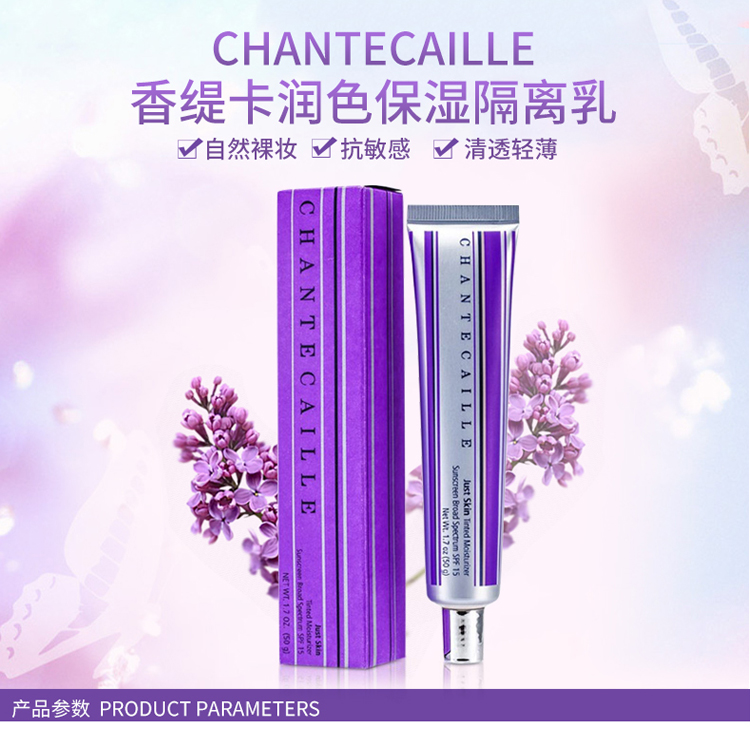 CHANTECAILLE
香缇卡润色保湿隔离乳
自然裸妆 抗敏感 清透轻薄
CHANTECAILLE
Just Skin
Tinted Moisturizer
Sunscreen Broad Spectrum SPF 15
NET WT. 1.7 OZ. (50 g)
CHANTECAILLE
Just Skin Tinted Moisturizer
Sunscreen Broad Spectrum SPF 15
Net Wt. 1.7 oz (50 g)
产品参数 PRODUCT PARAMETERS